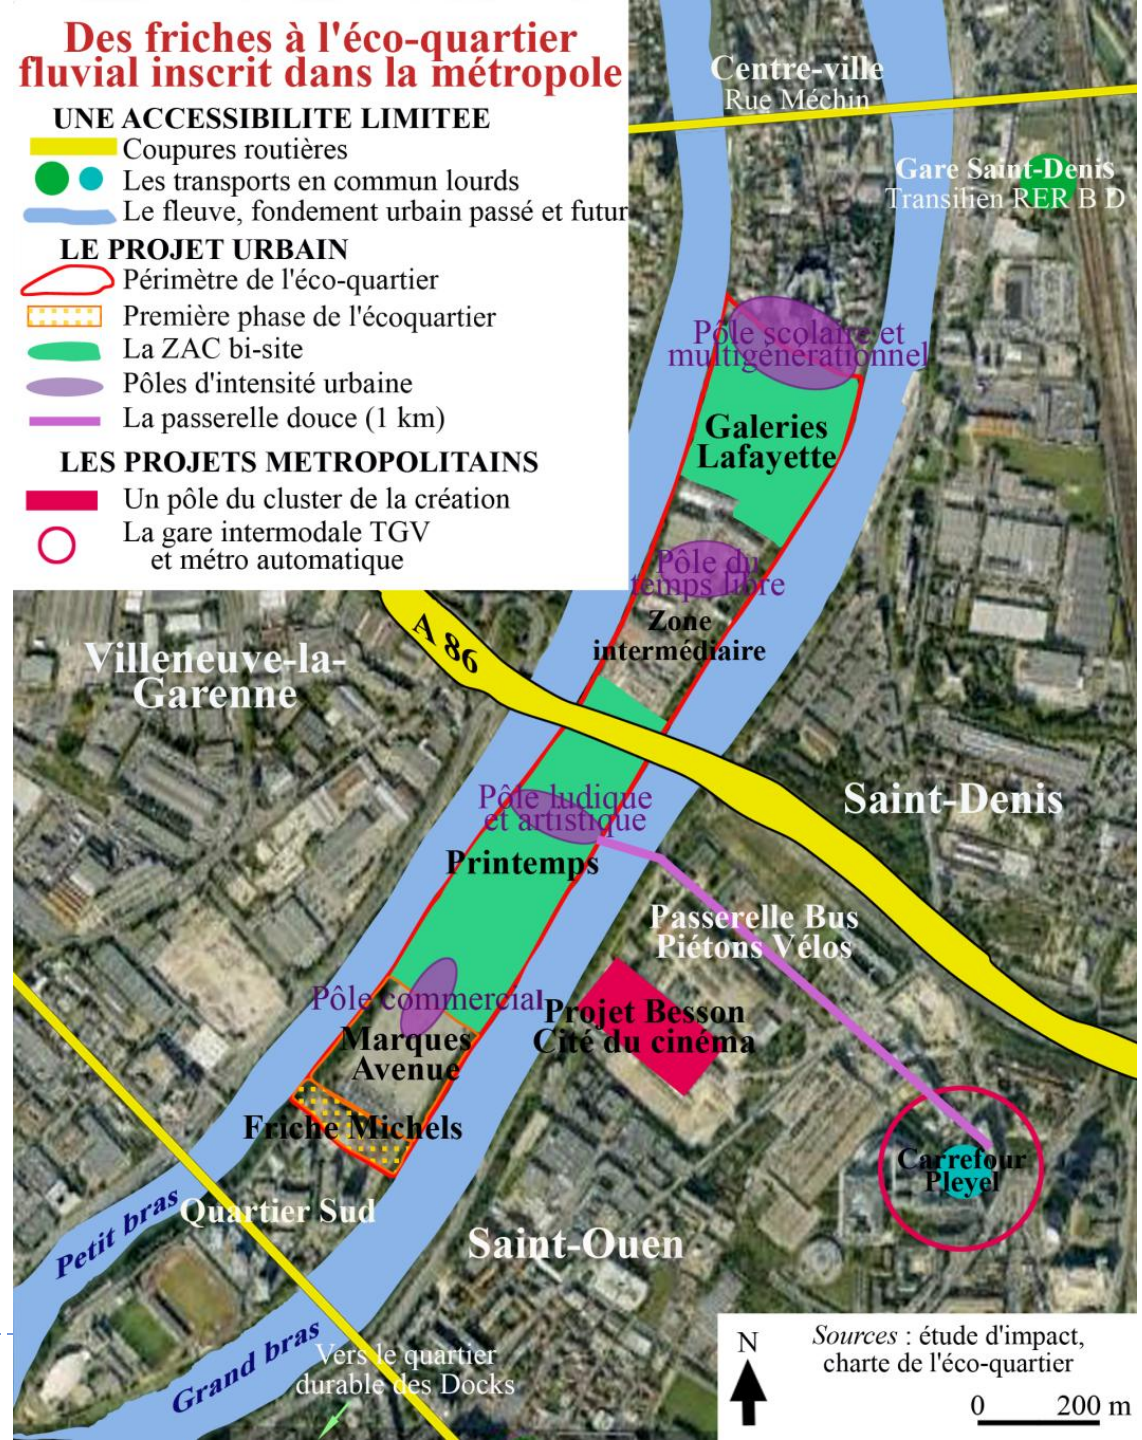 Des friches à l'éco-quartier
fluvial inscrit dans la métropole
UNE ACCESSIBILITE LIMITEE
Coupures routières
Les transports en commun lourds
Le fleuve, fondement urbain passé et futur
LE PROJET URBAIN
Périmètre de l'éco-quartier
Première phase de l'écoquartier
La ZAC bi-site
Pôles d'intensité urbaine
La passerelle douce (1 km)
LES PROJETS METROPOLITAINS
Un pôle du cluster de la création
La gare intermodale TGV
et métro automatique
Centre-ville
Rue Méchin
Gare Saint-Denis
Transilien RER B D
Pôle scolaire et
multigénérationnel
Galeries
Lafayette
Pôle du
temps libre
Zone
intermédiaire
A 86
Villeneuve-la-
Garenne
Saint-Denis
Pôle ludique
et artistique
Printemps
Passerelle Bus
Piétons Vélos
Pôle commercial
Projet Besson
Cité du cinéma
Marques
Avenue
Friche Michels
Carrefour
Pleyel
Quartier Sud
Petit bras
Saint-Ouen
Grand bras
Vers le quartier
durable des Docks
N
Sources : étude d'impact,
charte de l'éco-quartier
0 200 m